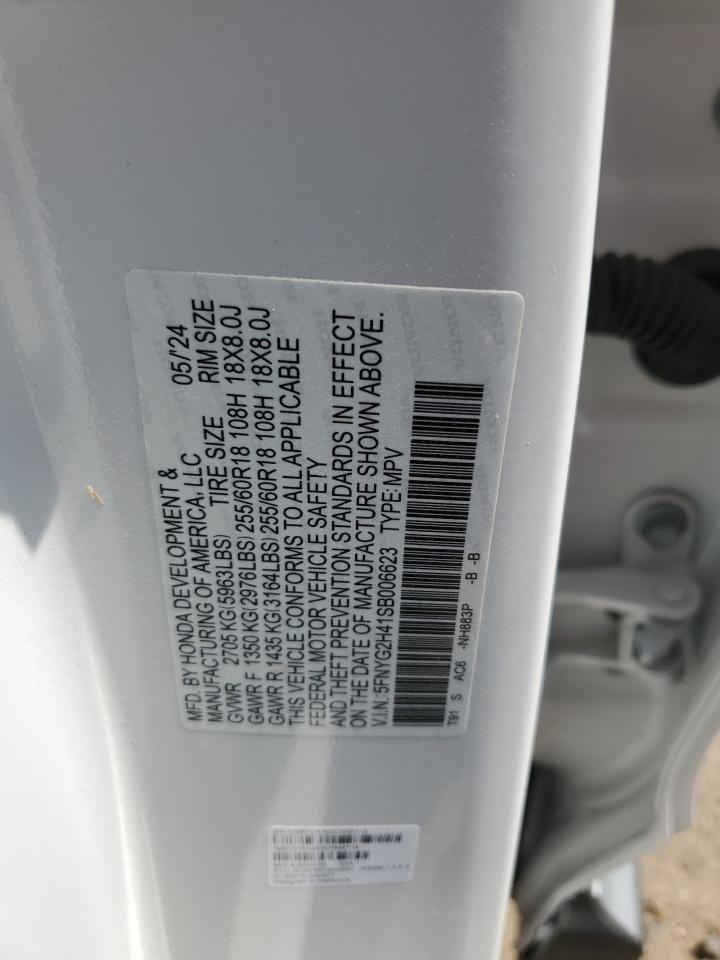 MFD. BY HONDA DEVELOPMENT & 05/'24
MANUFACTURING OF AMERICA, LLC
GVWR 2705 KG(5963LBS) TIRE SIZE RIM SIZE
GAWR F 1350 KG(2976LBS) 255/60R18 108H 18X8.0J
GAWR R 1435 KG(3164LBS) 255/60R18 108H 18X8.0J
THIS VEHICLE CONFORMS TO ALL APPLICABLE
FEDERAL MOTOR VEHICLE SAFETY
AND THEFT PREVENTION STANDARDS IN EFFECT
ON THE DATE OF MANUFACTURE SHOWN ABOVE.
V.I.N.:5FNYG2H41SB006623 TYPE:MPV
T91 S AC6 -NH883P -B -B
HONDA